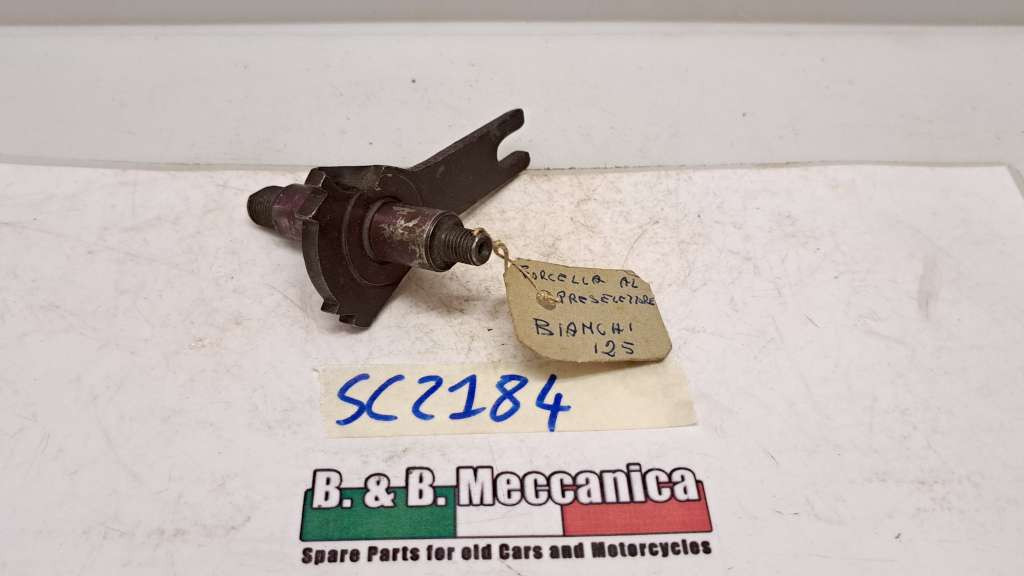 FORCELLA AL
PRESELETTORE
BIANCHI
125
SC2184
B. & B. Meccanica
Spare Parts for old Cars and Motorcycles